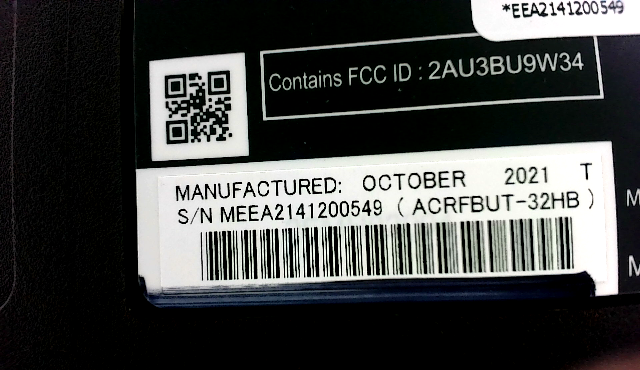 *EEA2141200549
Contains FCC ID : 2AU3BU9W34
MANUFACTURED: OCTOBER 2021 T
S/N MEEA2141200549 ( ACRFBUT-32HB )
M
M